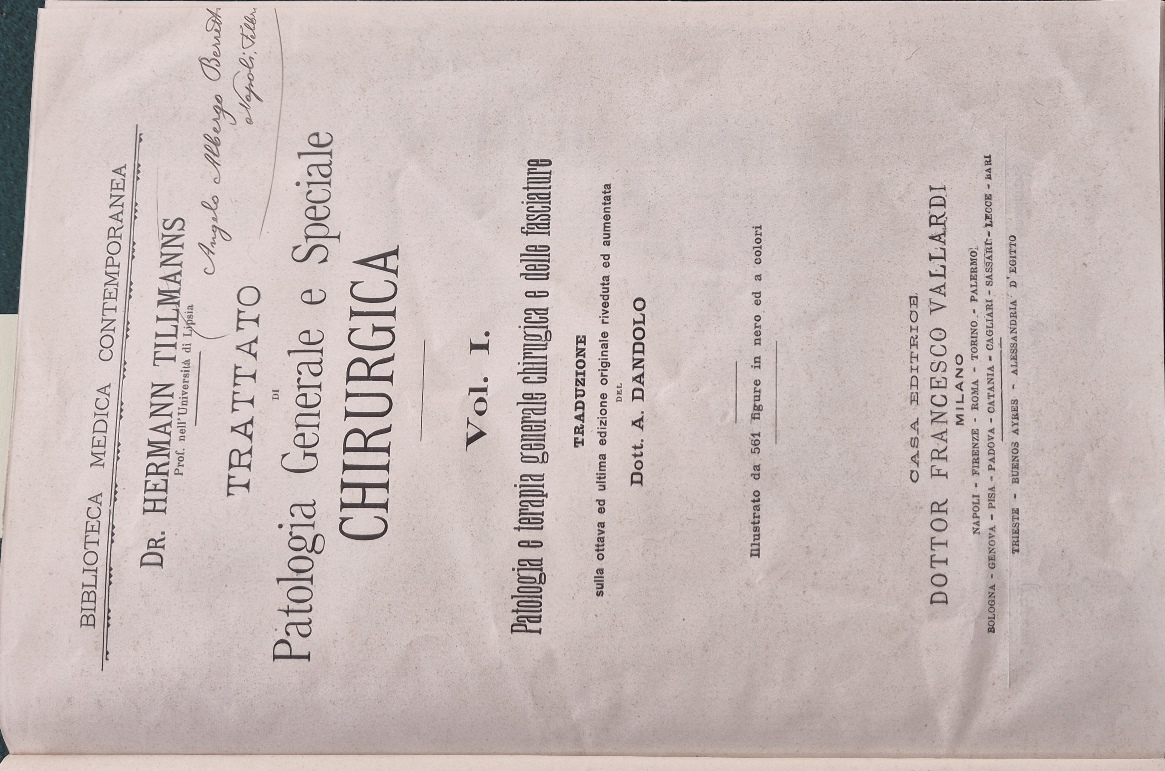 BIBLIOTECA MEDICA CONTEMPORANEA
DR. HERMANN TILLMANNS
Prof. nell'Università di Lipsia
Angelo Albergo
Napoli,
TRATTATO
DI
Patologia Generale e Speciale
CHIRURGICA
Vol. I.
Patologia e terapia generale chirugica e delle fasciature
TRADUZIONE
sulla ottava ed ultima edizione originale riveduta ed aumentata
DEL
Dott. A. DANDOLO
Illustrato da 561 figure in nero ed a colori
CASA EDITRICE
DOTTOR FRANCESCO VALLARDI
MILANO
NAPOLI - FIRENZE - ROMA - TORINO - PALERMO
BOLOGNA - GENOVA - PISA - PADOVA - CATANIA - CAGLIARI - SASSARI - LECCE - BARI
TRIESTE - BUENOS AYRES - ALESSANDRIA D'EGITTO